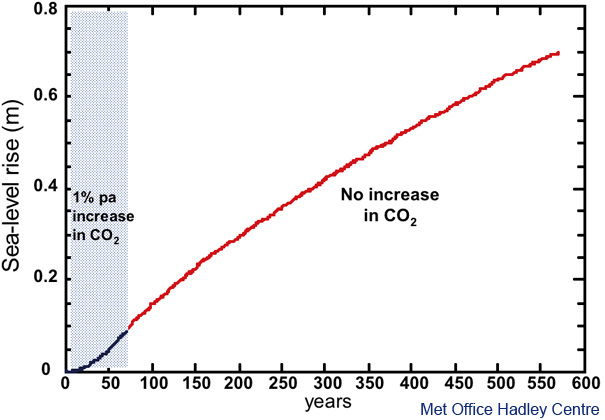 0.8
0.6
0.4
0.2
0
Sea-level rise (m)
1% pa
increase
in CO₂
No increase
in CO₂
0 50 100 150 200 250 300 350 400 450 500 550 600
years
Met Office Hadley Centre